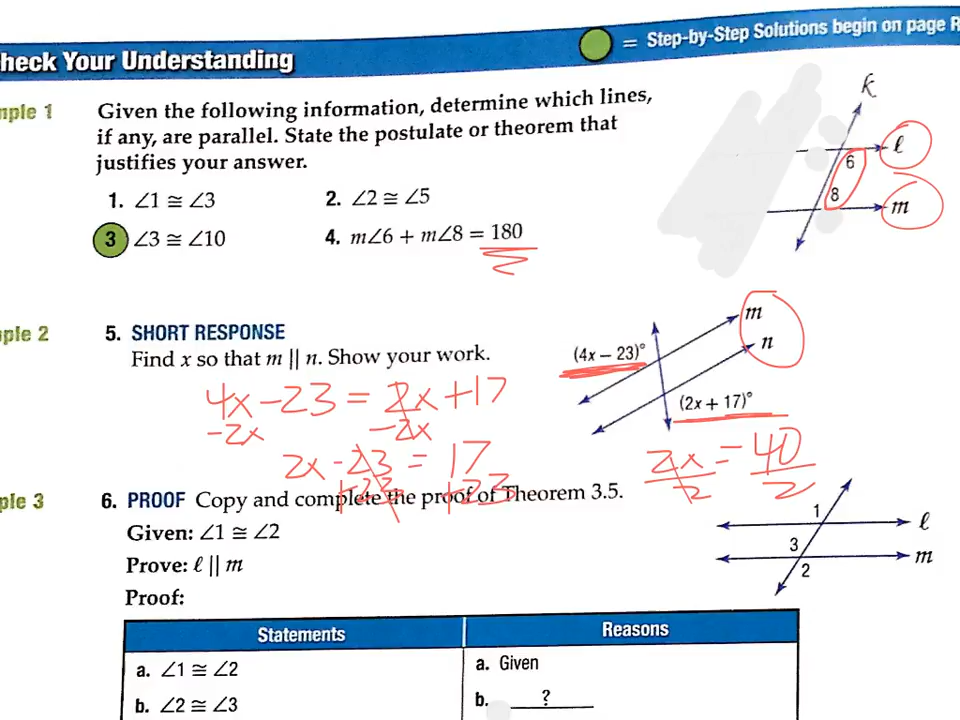 = Step-by-Step Solutions begin on page R
heck Your Understanding
mple 1
Given the following information, determine which lines,
if any, are parallel. State the postulate or theorem that
justifies your answer.
1. ∠1 ≅ ∠3
2. ∠2 ≅ ∠5
3 ∠3 ≅ ∠10
4. m∠6 + m∠8 = 180
k
ℓ
6
8
m
ple 2
5. SHORT RESPONSE
Find x so that m || n. Show your work.
m
n
(4x − 23)°
(2x + 17)°
4x − 23 = 2x + 17
−2x −2x
2x − 23 = 17
+23 +23
2x = 40
2 2
ple 3
6. PROOF Copy and complete the proof of Theorem 3.5.
Given: ∠1 ≅ ∠2
Prove: ℓ || m
Proof:
1
ℓ
3
m
2
Statements
Reasons
a. ∠1 ≅ ∠2
a. Given
b. ∠2 ≅ ∠3
b. ?